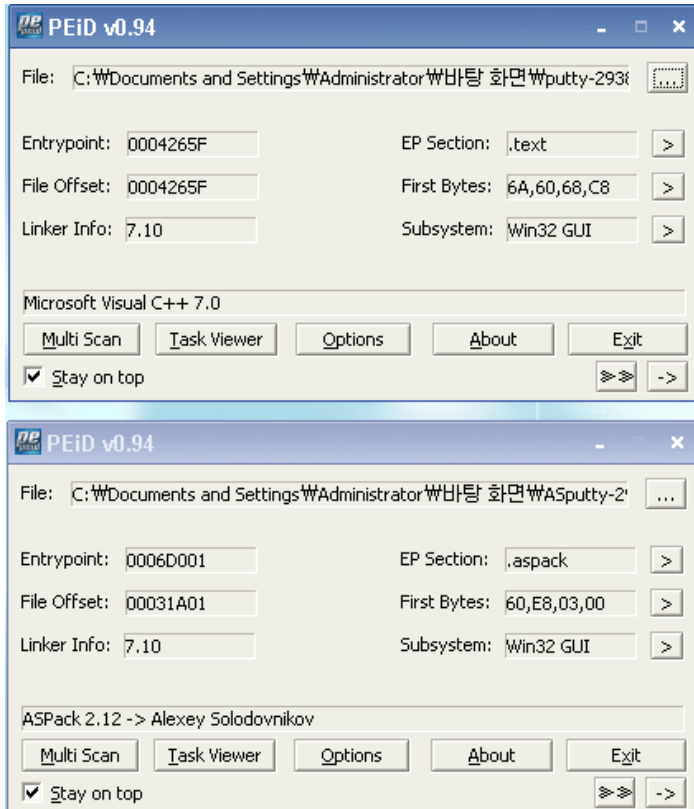 PEiD v0.94
File: C:₩Documents and Settings₩Administrator₩바탕 화면₩putty-2938 ...
Entrypoint: 0004265F EP Section: .text >
File Offset: 0004265F First Bytes: 6A,60,68,C8 >
Linker Info: 7.10 Subsystem: Win32 GUI >
Microsoft Visual C++ 7.0
Multi Scan Task Viewer Options About Exit
Stay on top >> ->
PEiD v0.94
File: C:₩Documents and Settings₩Administrator₩바탕 화면₩ASputty-2 ...
Entrypoint: 0006D001 EP Section: .aspack >
File Offset: 00031A01 First Bytes: 60,E8,03,00 >
Linker Info: 7.10 Subsystem: Win32 GUI >
ASPack 2.12 -> Alexey Solodovnikov
Multi Scan Task Viewer Options About Exit
Stay on top >> ->